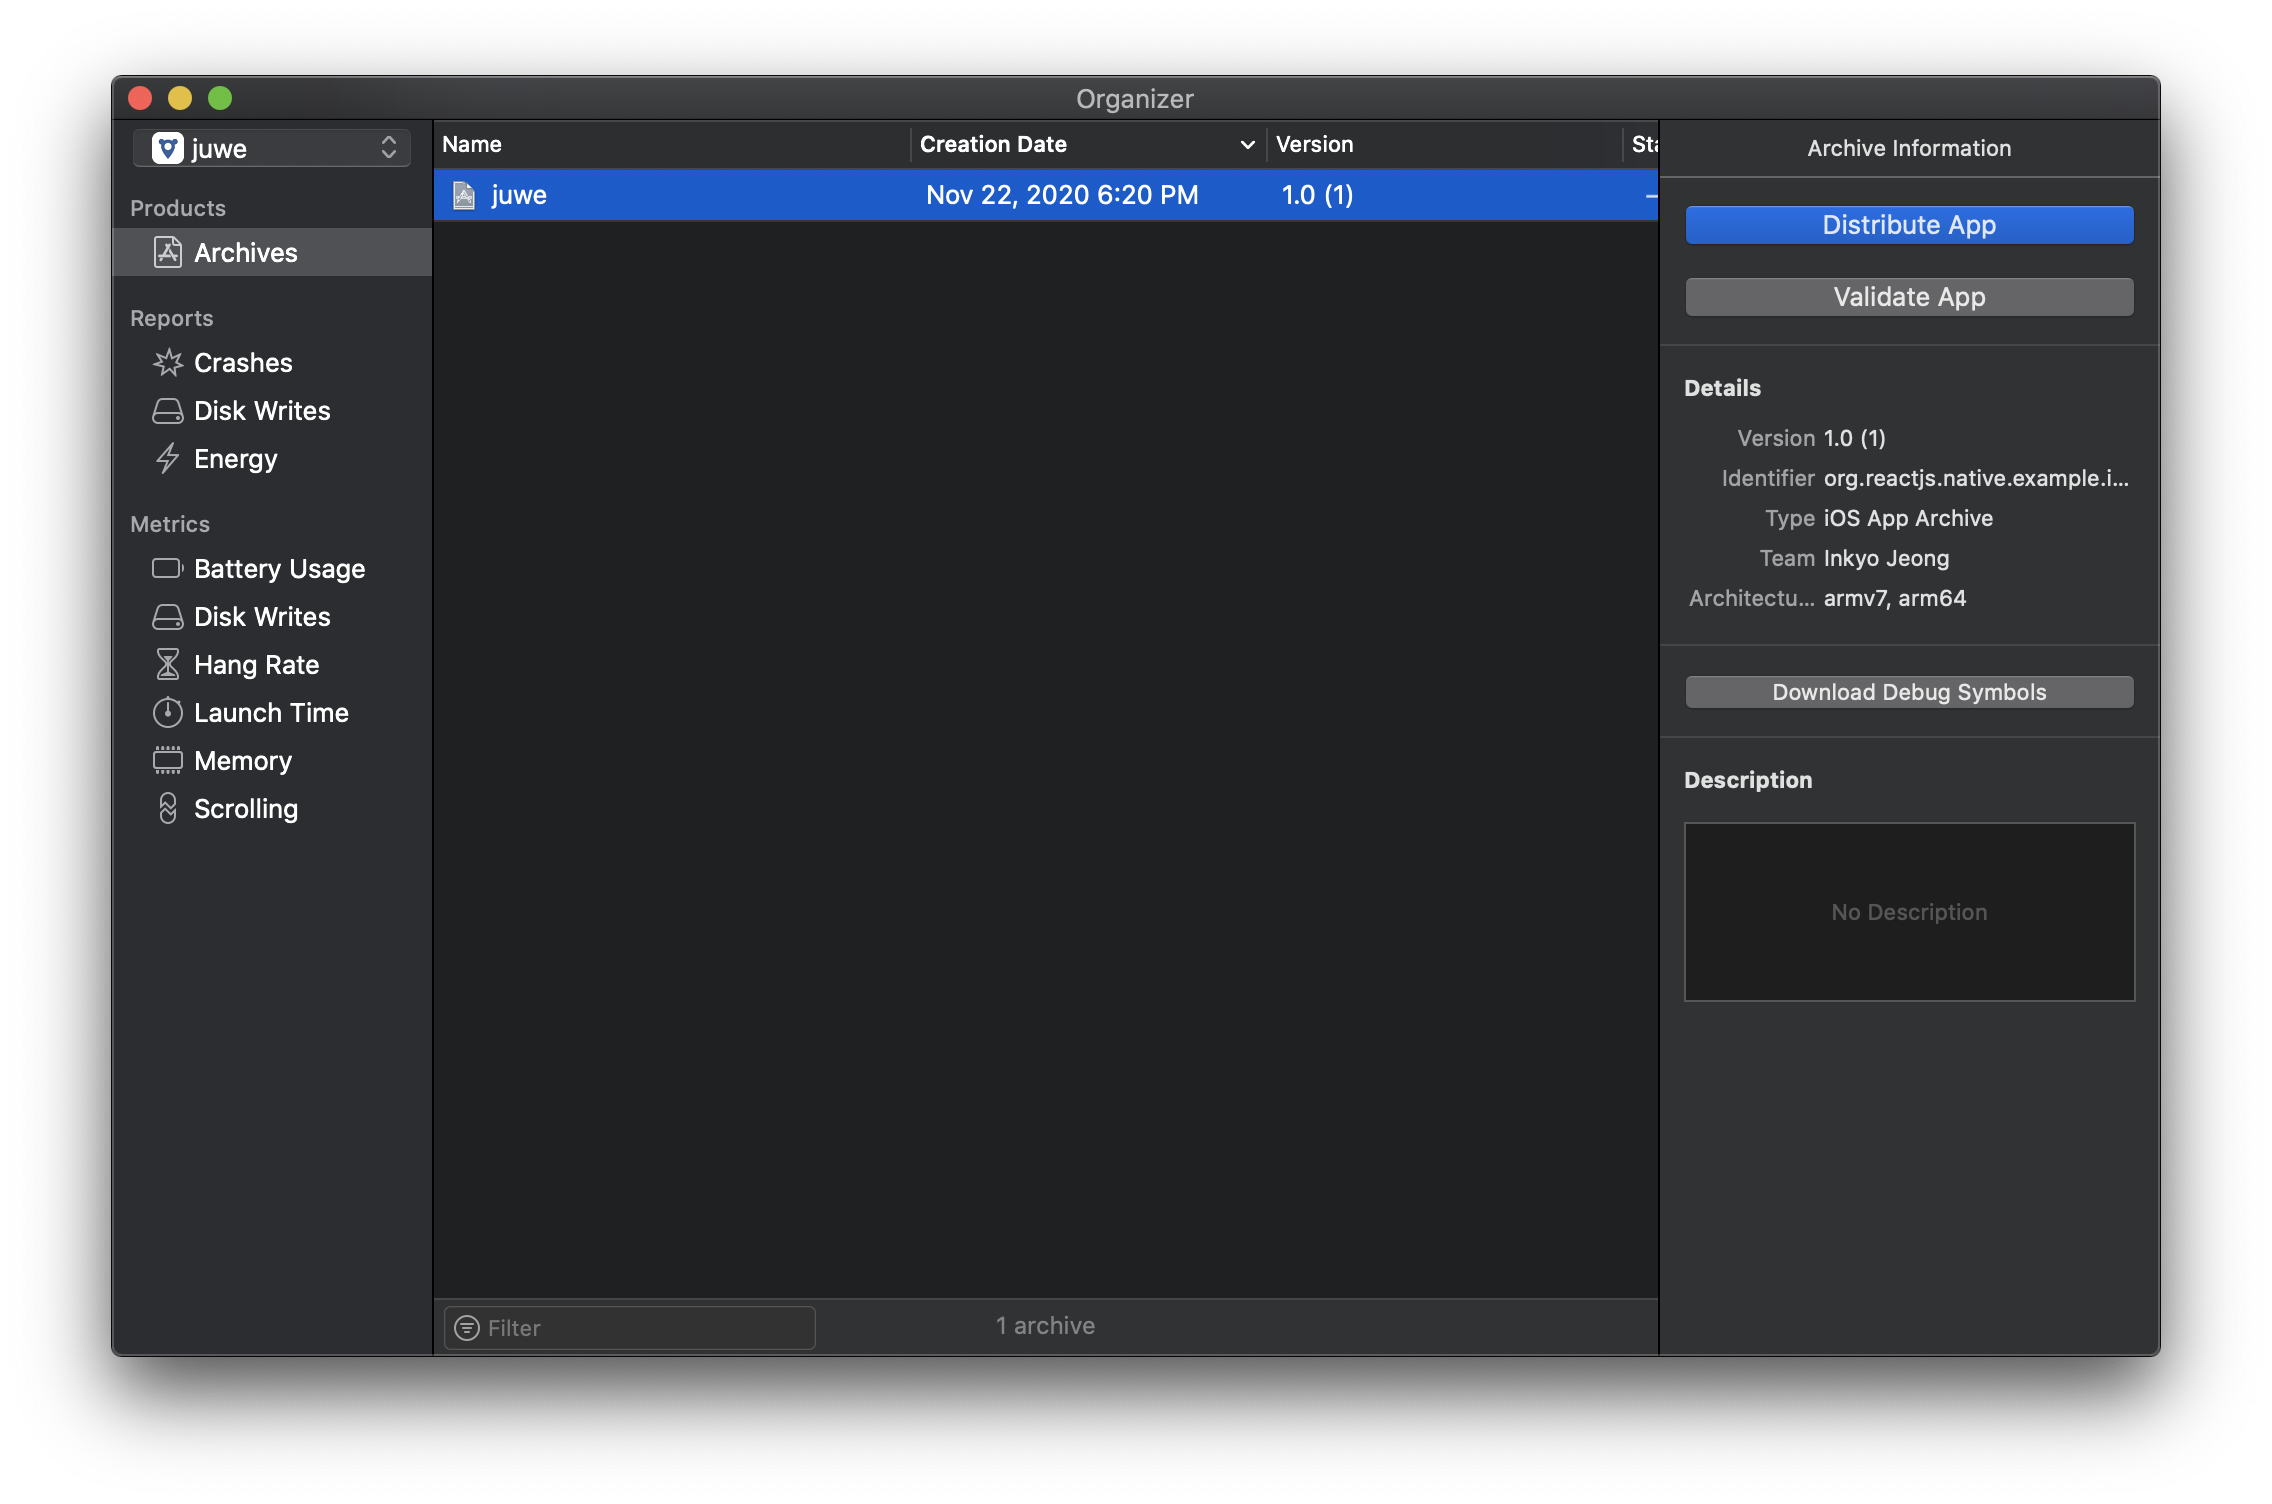 Organizer
juwe
Products
Archives
Reports
Crashes
Disk Writes
Energy
Metrics
Battery Usage
Disk Writes
Hang Rate
Launch Time
Memory
Scrolling
Name Creation Date Version Sta
juwe Nov 22, 2020 6:20 PM 1.0 (1) –
Filter 1 archive
Archive Information
Distribute App
Validate App
Details
Version 1.0 (1)
Identifier org.reactjs.native.example.i...
Type iOS App Archive
Team Inkyo Jeong
Architectu... armv7, arm64
Download Debug Symbols
Description
No Description